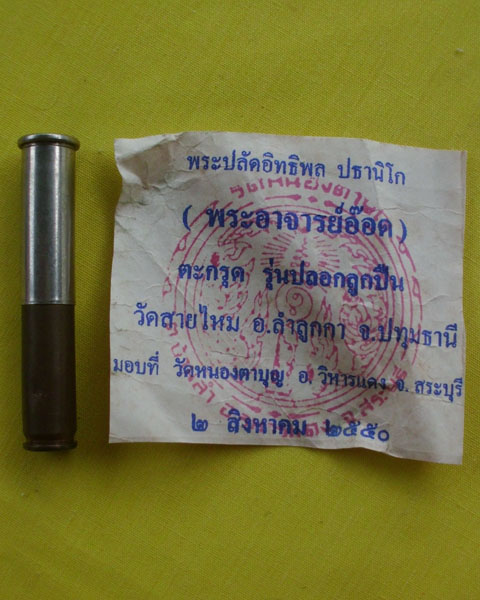 พระปลัดอิทธิพล ปธานิโก
( พระอาจารย์อ๊อด )
ตะกรุด รุ่นปลอกลูกปืน
วัดสายไหม อ.ลำลูกกา จ.ปทุมธานี
มอบที่ วัดหนองตาบุญ อ. วิหารแดง จ. สระบุรี
๒ สิงหาคม ๒๕๕๐